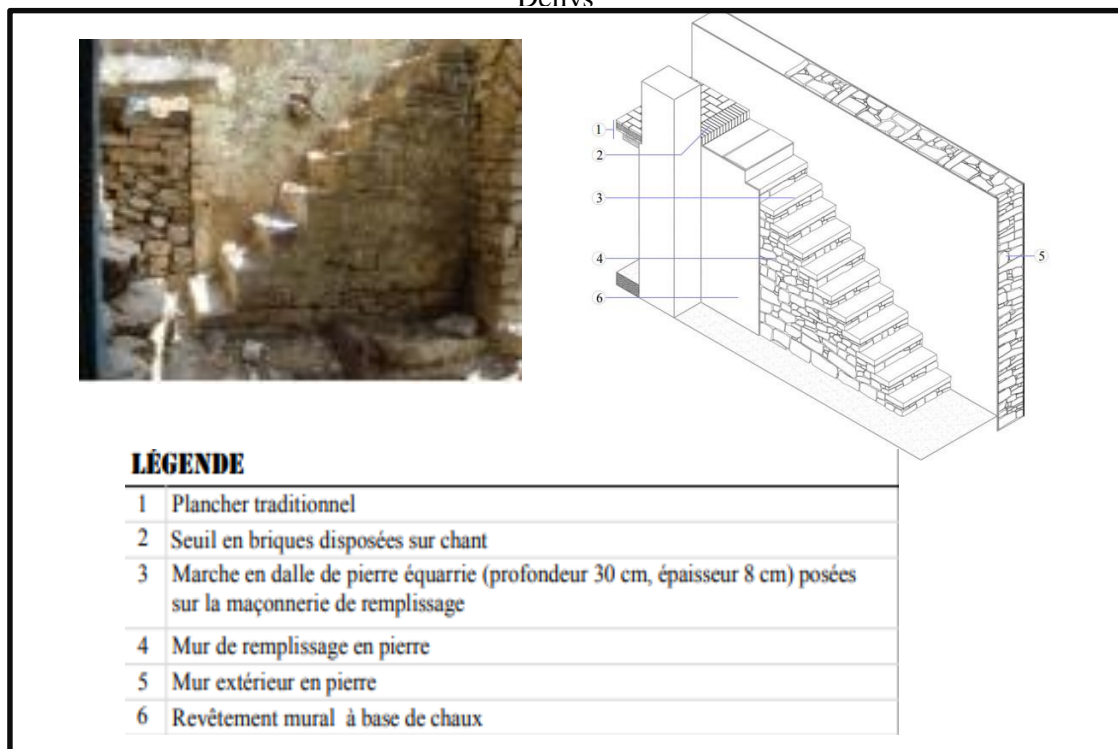 1
2
3
4
5
6
LÉGENDE
1 Plancher traditionnel
2 Seuil en briques disposées sur chant
3 Marche en dalle de pierre équarrie (profondeur 30 cm, épaisseur 8 cm) posées
sur la maçonnerie de remplissage
4 Mur de remplissage en pierre
5 Mur extérieur en pierre
6 Revêtement mural à base de chaux